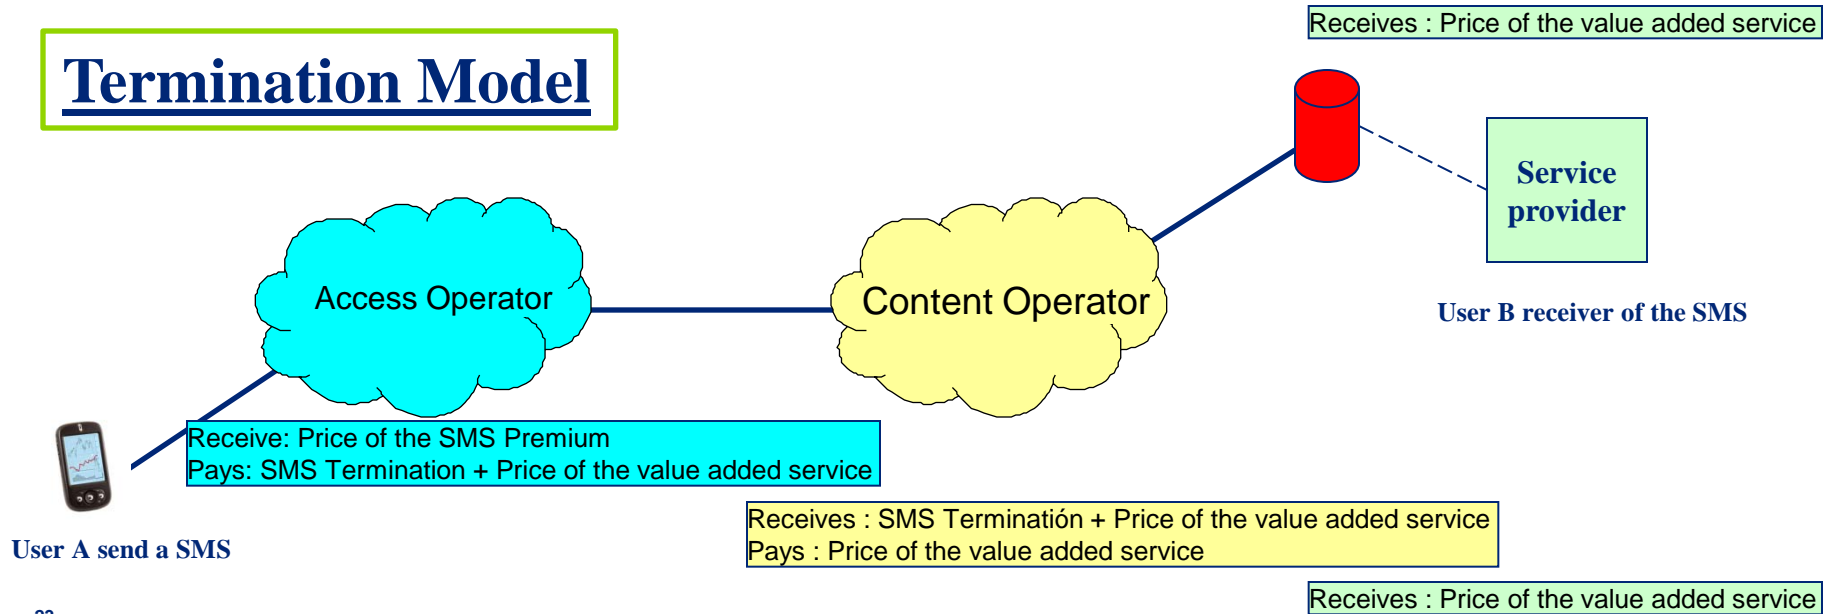 Receives : Price of the value added service
Termination Model
Service
provider
Access Operator
Content Operator
User B receiver of the SMS
Receive: Price of the SMS Premium
Pays: SMS Termination + Price of the value added service
Receives : SMS Terminatión + Price of the value added service
Pays : Price of the value added service
User A send a SMS
Receives : Price of the value added service